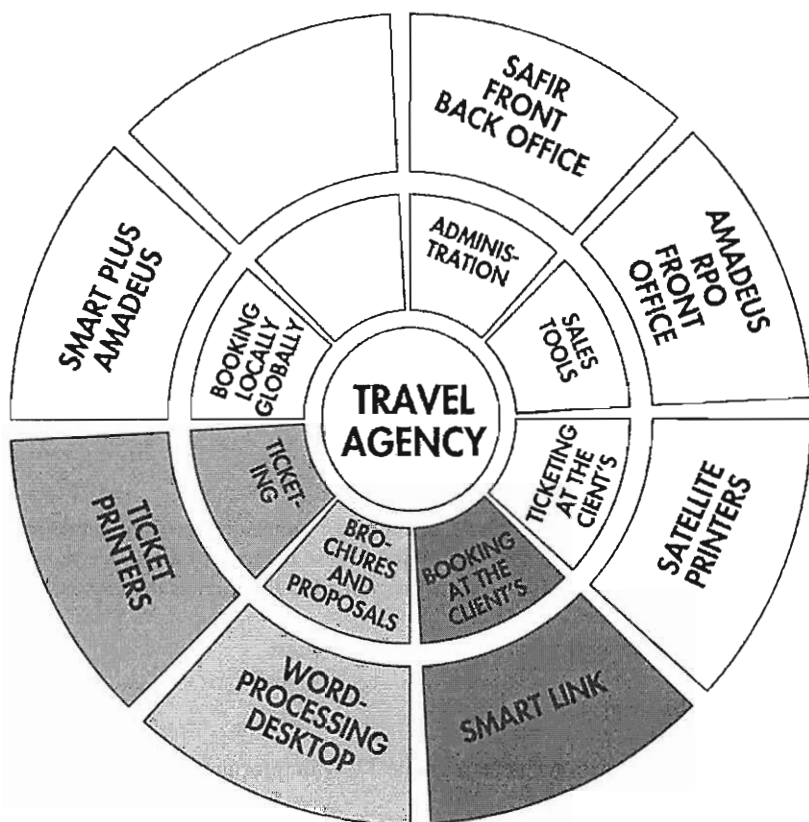 SAFIR
FRONT
BACK OFFICE
AMADEUS
RPO
FRONT
OFFICE
SATELLITE
PRINTERS
SMART LINK
WORD-
PROCESSING
DESKTOP
TICKET
PRINTERS
SMART PLUS
AMADEUS
ADMINIS-
TRATION
SALES
TOOLS
TICKETING
AT THE
CIENT'S
BOOKING
AT THE
CLIENT'S
BRO-
CHURES
AND
PROPOSALS
TICKET-
ING
BOOKING
LOCALLY
GLOBALLY
TRAVEL
AGENCY